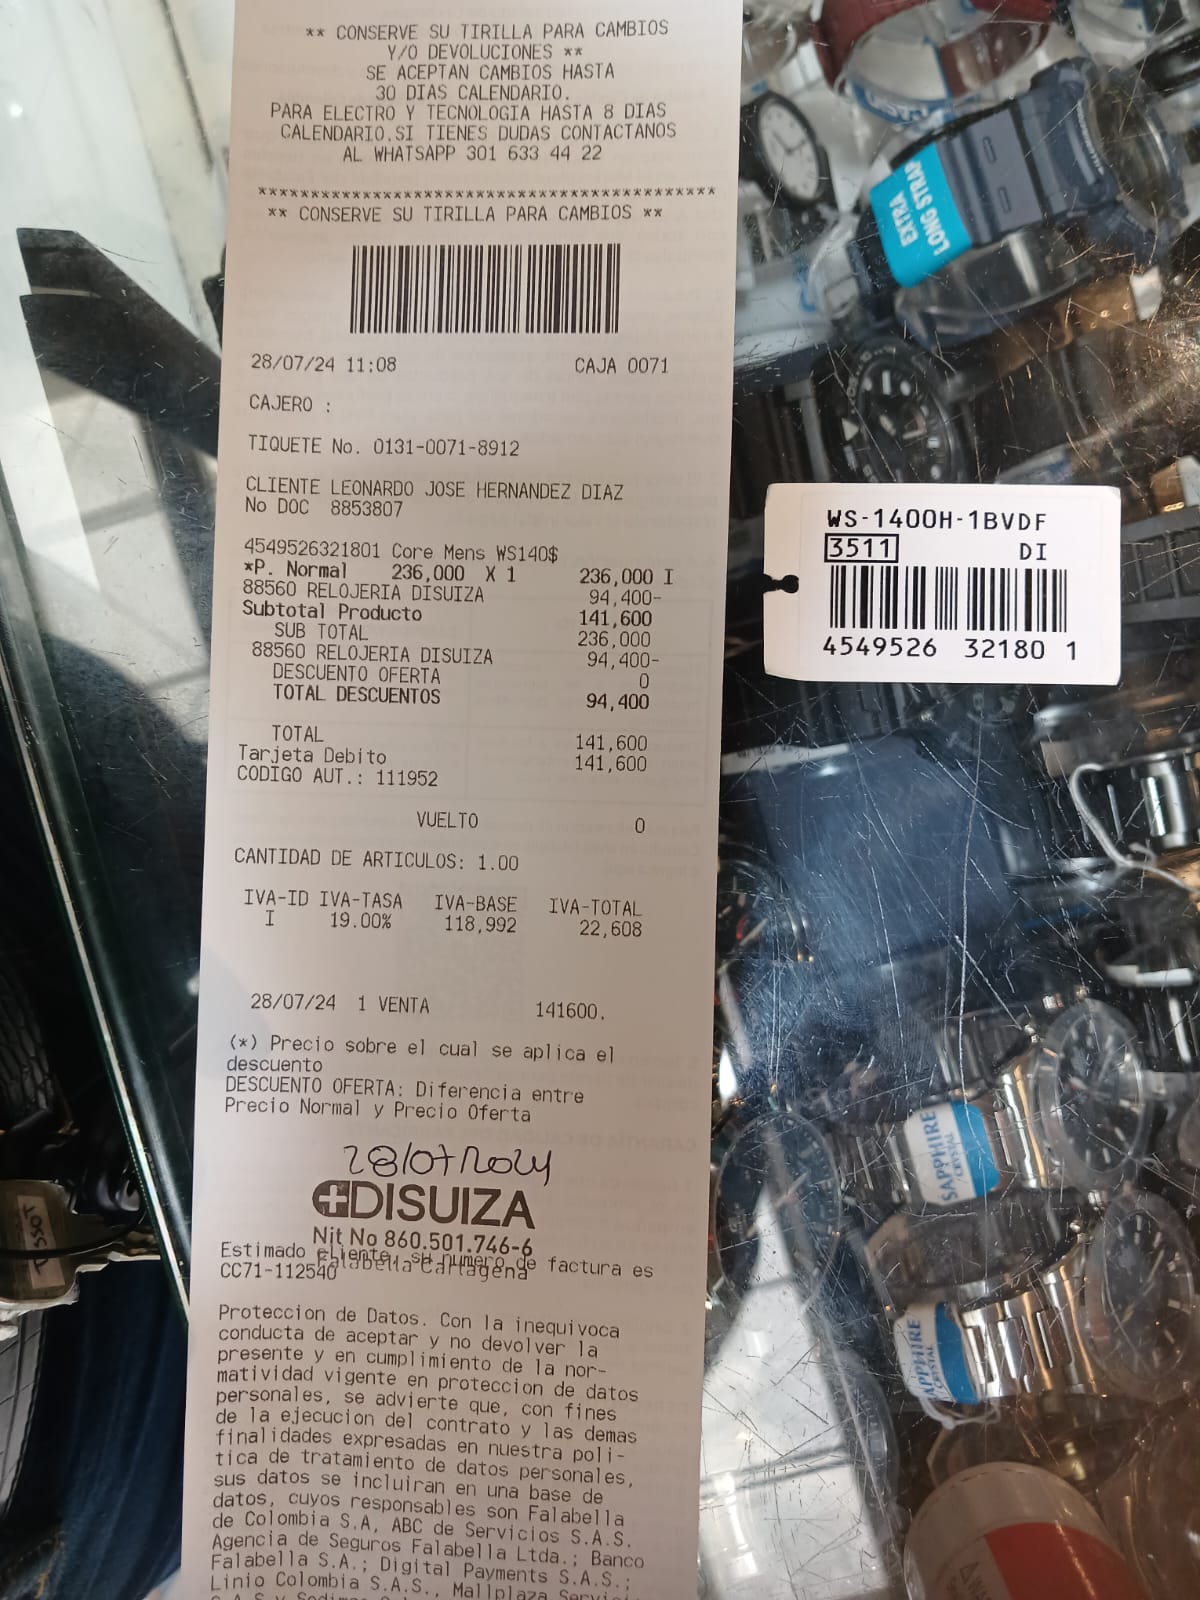 ** CONSERVE SU TIRILLA PARA CAMBIOS
Y/O DEVOLUCIONES **
SE ACEPTAN CAMBIOS HASTA
30 DIAS CALENDARIO.
PARA ELECTRO Y TECNOLOGIA HASTA 8 DIAS
CALENDARIO.SI TIENES DUDAS CONTACTANOS
AL WHATSAPP 301 633 44 22
******************************************
** CONSERVE SU TIRILLA PARA CAMBIOS **
28/07/24 11:08 CAJA 0071
CAJERO :
TIQUETE No. 0131-0071-8912
CLIENTE LEONARDO JOSE HERNANDEZ DIAZ
No DOC 8853807
4549526321801 Core Mens WS140$
*P. Normal 236,000 X 1 236,000 I
88560 RELOJERIA DISUIZA 94,400-
Subtotal Producto 141,600
SUB TOTAL 236,000
88560 RELOJERIA DISUIZA 94,400-
DESCUENTO OFERTA 0
TOTAL DESCUENTOS 94,400
TOTAL 141,600
Tarjeta Debito 141,600
CODIGO AUT.: 111952
VUELTO 0
CANTIDAD DE ARTICULOS: 1.00
IVA-ID IVA-TASA IVA-BASE IVA-TOTAL
I 19.00% 118,992 22,608
28/07/24 1 VENTA 141600.
(*) Precio sobre el cual se aplica el
descuento
DESCUENTO OFERTA: Diferencia entre
Precio Normal y Precio Oferta
28/07/2024
DISUIZA
Nit No 860.501.746-6
Falabella Cartagena
Estimado cliente, su numero de factura es
CC71-112540
Proteccion de Datos. Con la inequivoca
conducta de aceptar y no devolver la
presente y en cumplimiento de la nor-
matividad vigente en proteccion de datos
personales, se advierte que, con fines
de la ejecucion del contrato y las demas
finalidades expresadas en nuestra poli-
tica de tratamiento de datos personales,
sus datos se incluiran en una base de
datos, cuyos responsables son Falabella
de Colombia S.A, ABC de Servicios S.A.S.
Agencia de Seguros Falabella Ltda.; Banco
Falabella S.A.; Digital Payments S.A.S.;
Linio Colombia S.A.S., Mallplaza
WS-1400H-1BVDF
3511 DI
4549526 32180 1
EXTRA
LONG STRAP
SAPPHIRE
CRYSTAL
SAPPHIRE
CRYSTAL
TISSOT